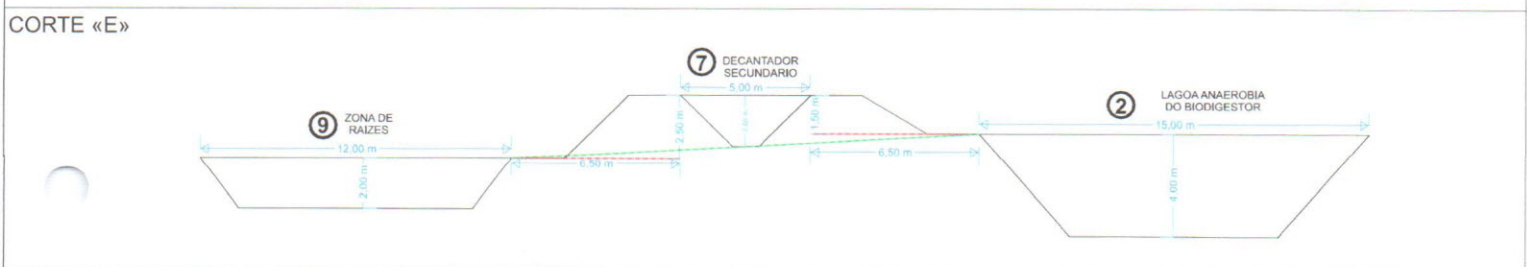 CORTE «E»
7
DECANTADOR
SECUNDARIO
5.00 m
9
ZONA DE
RAIZES
12.00 m
2.00 m
2.50 m
1.50 m
6.50 m
6.50 m
2
LAGOA ANAEROBIA
DO BIODIGESTOR
15.00 m
4.00 m